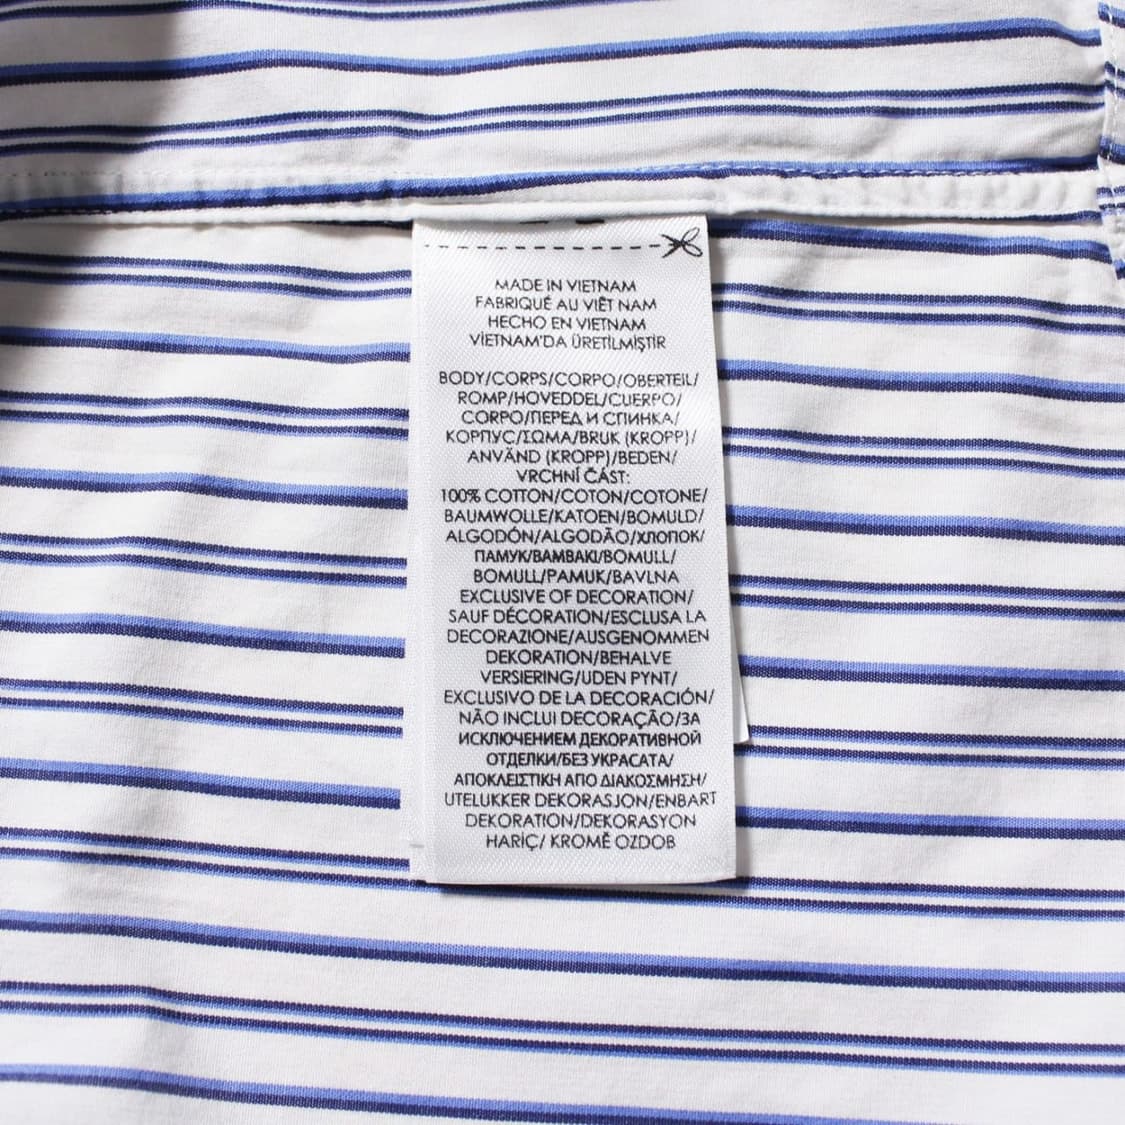 MADE IN VIETNAM
FABRIQUÉ AU VIÊT NAM
HECHO EN VIETNAM
VİETNAM'DA ÜRETİLMİŞTİR
BODY/CORPS/CORPO/OBERTEIL/
ROMP/HOVEDDEL/CUERPO/
CORPO/ПЕРЕД И СПИНКА/
КОРПУС/ΣΩΜΑ/BRUK (KROPP)/
ANVÄND (KROPP)/BEDEN/
VRCHNÍ ČÁST:
100% COTTON/COTON/COTONE/
BAUMWOLLE/KATOEN/BOMULD/
ALGODÓN/ALGODÃO/ХЛОПОК/
ПАМУК/ΒΑΜΒΑΚΙ/BOMULL/
BOMULL/PAMUK/BAVLNA
EXCLUSIVE OF DECORATION/
SAUF DÉCORATION/ESCLUSA LA
DECORAZIONE/AUSGENOMMEN
DEKORATION/BEHALVE
VERSIERING/UDEN PYNT/
EXCLUSIVO DE LA DECORACIÓN/
NÃO INCLUI DECORAÇÃO/ЗА
ИСКЛЮЧЕНИЕМ ДЕКОРАТИВНОЙ
ОТДЕЛКИ/БЕЗ УКРАСАТА/
ΑΠΟΚΛΕΙΣΤΙΚΗ ΑΠΟ ΔΙΑΚΟΣΜΗΣΗ/
UTELUKKER DEKORASJON/ENBART
DEKORATION/DEKORASYON
HARİÇ/ KROMĚ OZDOB